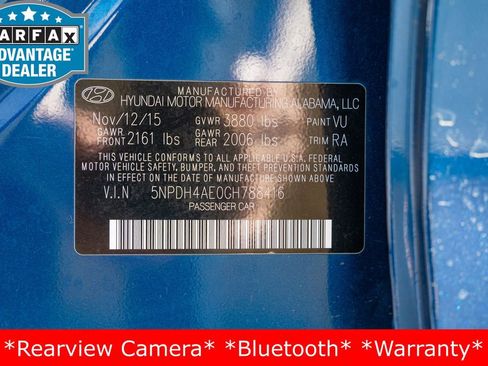 CARFAX
ADVANTAGE
DEALER
MANUFACTURED BY
HYUNDAI MOTOR MANUFACTURING ALABAMA, LLC
Nov/12/15 GVWR 3880 lbs PAINT VU
GAWR FRONT 2161 lbs GAWR REAR 2006 lbs TRIM RA
THIS VEHICLE CONFORMS TO ALL APPLICABLE U.S.A. FEDERAL
MOTOR VEHICLE SAFETY, BUMPER, AND THEFT PREVENTION STANDARDS
IN EFFECT ON THE DATE OF MANUFACTURE SHOWN ABOVE.
V.I.N 5NPDH4AE0GH788416
PASSENGER CAR
*Rearview Camera* *Bluetooth* *Warranty*